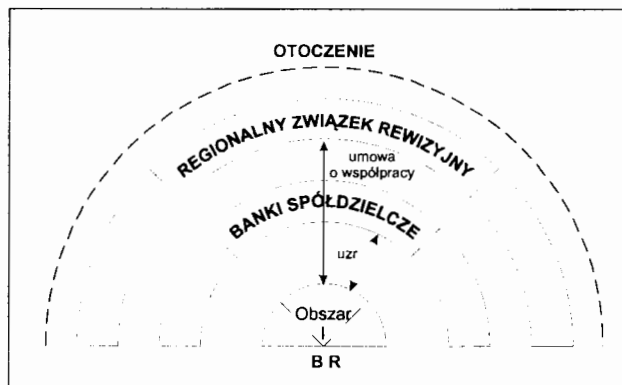 OTOCZENIE
REGIONALNY ZWIĄZEK REWIZYJNY
umowa
o współpracy
BANKI SPÓŁDZIELCZE
uzr
Obszar
B R